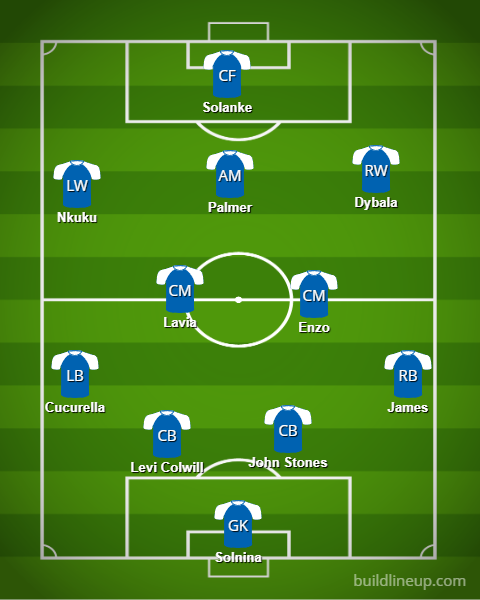 CF
Solanke
LW
Nkuku
AM
Palmer
RW
Dybala
CM
Lavia
CM
Enzo
LB
Cucurella
RB
James
CB
Levi Colwill
CB
John Stones
GK
Solnina
buildlineup.com